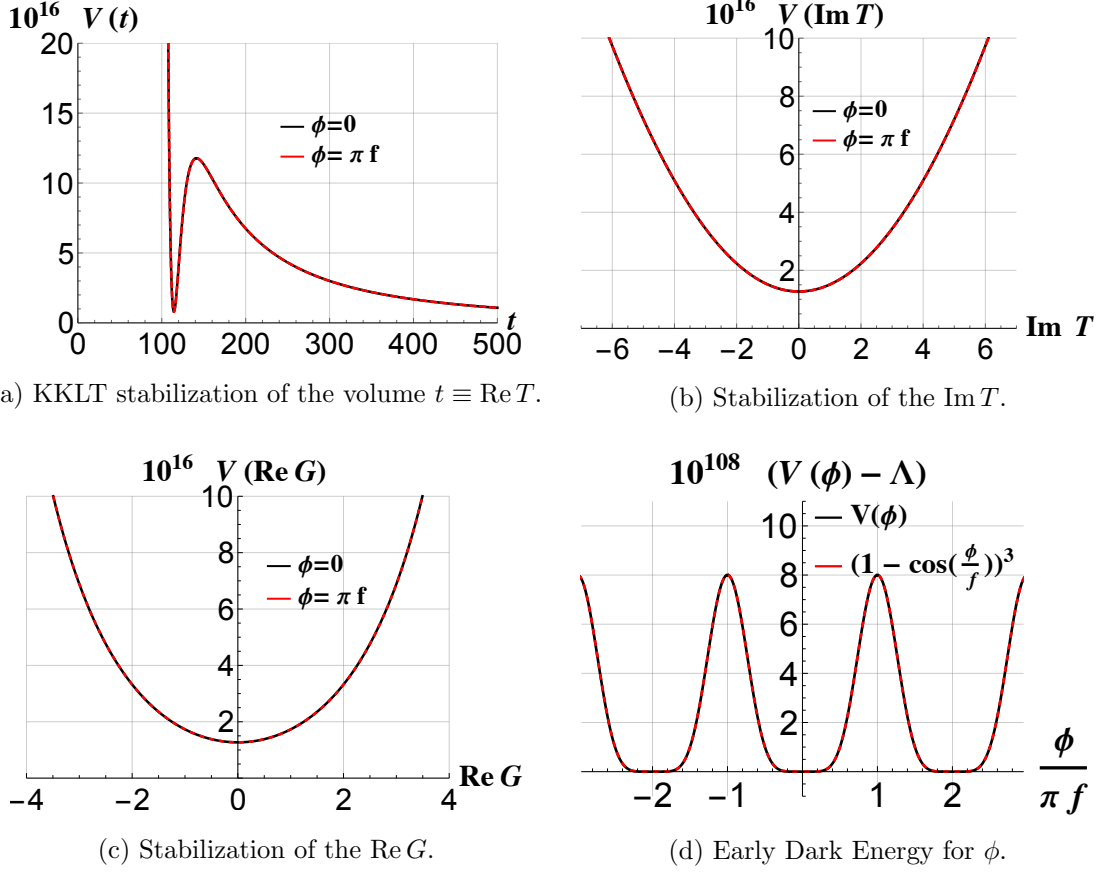 10^16 V (t)
20
15
10
5
0
0 100 200 300 400 500
t
ϕ=0
ϕ= π f
a) KKLT stabilization of the volume t ≡ Re T.
10^16 V (Im T)
10
8
6
4
2
−6 −4 −2 0 2 4 6
Im T
ϕ=0
ϕ= π f
(b) Stabilization of the Im T.
10^16 V (Re G)
10
8
6
4
2
−4 −2 0 2 4
Re G
ϕ=0
ϕ= π f
(c) Stabilization of the Re G.
10^108 (V (ϕ) − Λ)
10
8
6
4
2
−2 −1 1 2
ϕ
π f
V(ϕ)
(1 − cos(ϕ/f))^3
(d) Early Dark Energy for ϕ.